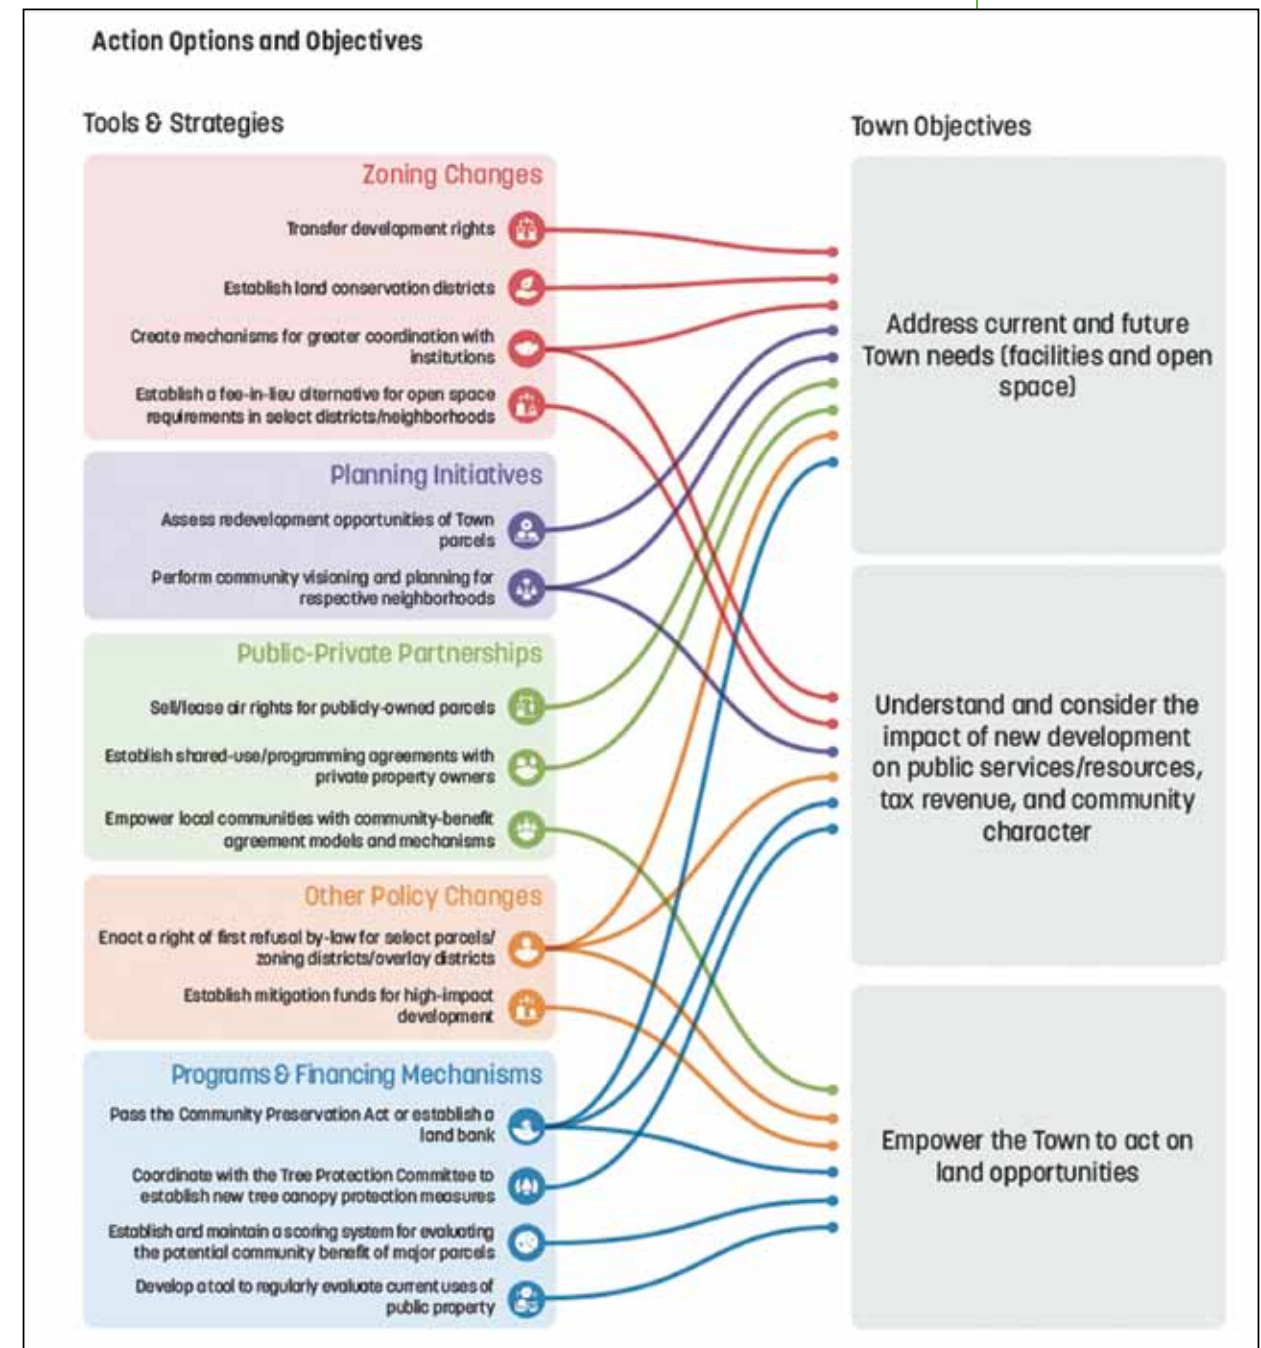 Action Options and Objectives
Tools & Strategies
Zoning Changes
Transfer development rights
Establish land conservation districts
Create mechanisms for greater coordination with
institutions
Establish a fee-in-lieu alternative for open space
requirements in select districts/neighborhoods
Planning Initiatives
Assess redevelopment opportunities of Town
parcels
Perform community visioning and planning for
respective neighborhoods
Public-Private Partnerships
Sell/lease air rights for publicly-owned parcels
Establish shared-use/programming agreements with
private property owners
Empower local communities with community-benefit
agreement models and mechanisms
Other Policy Changes
Enact a right of first refusal by-law for select parcels/
zoning districts/overlay districts
Establish mitigation funds for high-impact
development
Programs & Financing Mechanisms
Pass the Community Preservation Act or establish a
land bank
Coordinate with the Tree Protection Committee to
establish new tree canopy protection measures
Establish and maintain a scoring system for evaluating
the potential community benefit of major parcels
Develop a tool to regularly evaluate current uses of
public property
Town Objectives
Address current and future
Town needs (facilities and open
space)
Understand and consider the
impact of new development
on public services/resources,
tax revenue, and community
character
Empower the Town to act on
land opportunities